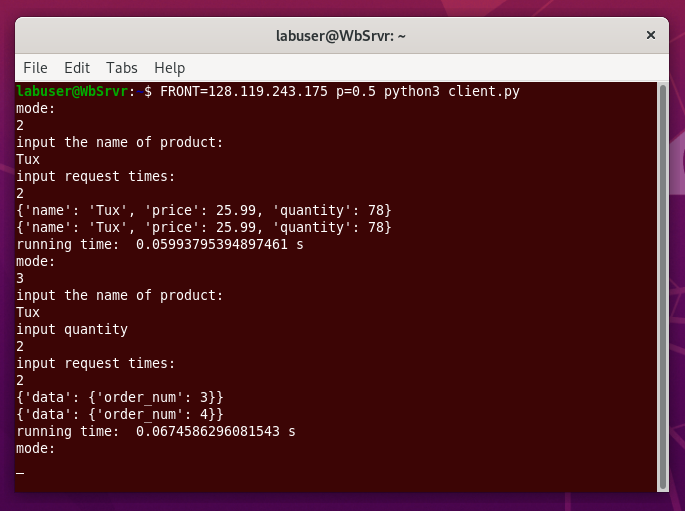 labuser@WbSrvr: ~
×
File Edit Tabs Help
labuser@WbSrvr:~$ FRONT=128.119.243.175 p=0.5 python3 client.py
mode:
2
input the name of product:
Tux
input request times:
2
{'name': 'Tux', 'price': 25.99, 'quantity': 78}
{'name': 'Tux', 'price': 25.99, 'quantity': 78}
running time:  0.05993795394897461 s
mode:
3
input the name of product:
Tux
input quantity
2
input request times:
2
{'data': {'order_num': 3}}
{'data': {'order_num': 4}}
running time:  0.0674586296081543 s
mode:
_